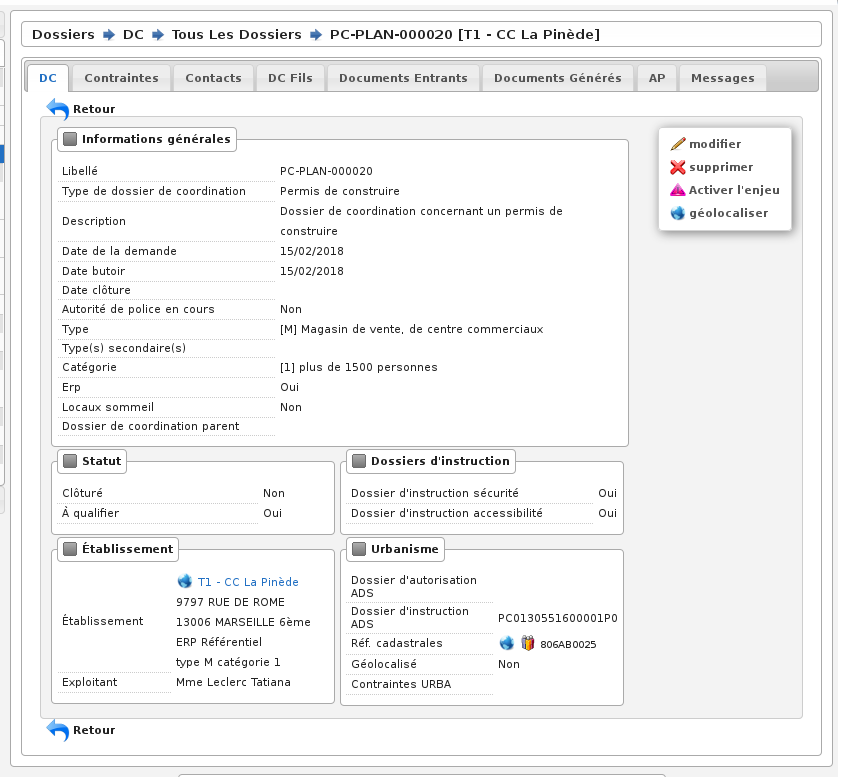 Dossiers DC Tous Les Dossiers PC-PLAN-000020 [T1 - CC La Pinède]
DC Contraintes Contacts DC Fils Documents Entrants Documents Générés AP Messages
Retour
Informations générales
Libellé PC-PLAN-000020
Type de dossier de coordination Permis de construire
Description Dossier de coordination concernant un permis de
construire
Date de la demande 15/02/2018
Date butoir 15/02/2018
Date clôture
Autorité de police en cours Non
Type [M] Magasin de vente, de centre commerciaux
Type(s) secondaire(s)
Catégorie [1] plus de 1500 personnes
Erp Oui
Locaux sommeil Non
Dossier de coordination parent
modifier
supprimer
Activer l'enjeu
géolocaliser
Statut
Clôturé Non
À qualifier Oui
Dossiers d'instruction
Dossier d'instruction sécurité Oui
Dossier d'instruction accessibilité Oui
Établissement
Établissement
T1 - CC La Pinède
9797 RUE DE ROME
13006 MARSEILLE 6ème
ERP Référentiel
type M catégorie 1
Exploitant Mme Leclerc Tatiana
Urbanisme
Dossier d'autorisation
ADS
Dossier d'instruction
ADS
PC0130551600001P0
Réf. cadastrales 806AB0025
Géolocalisé Non
Contraintes URBA
Retour